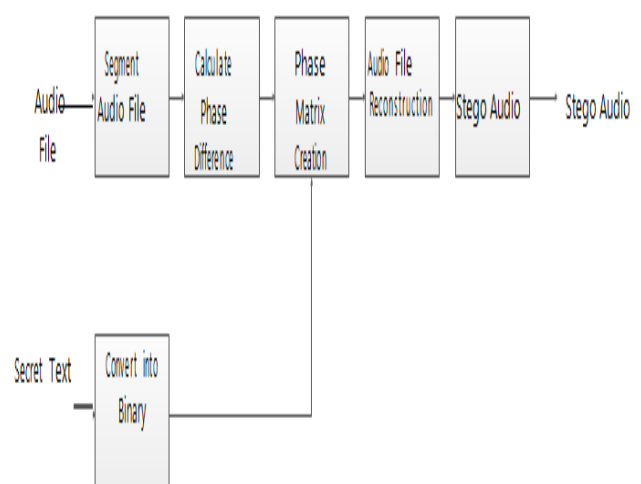 Audio
File
Segment
Audio File
Calculate
Phase
Difference
Phase
Matrix
Creation
Audio File
Reconstruction
Stego Audio
Stego Audio
Secret Text
Convert into
Binary